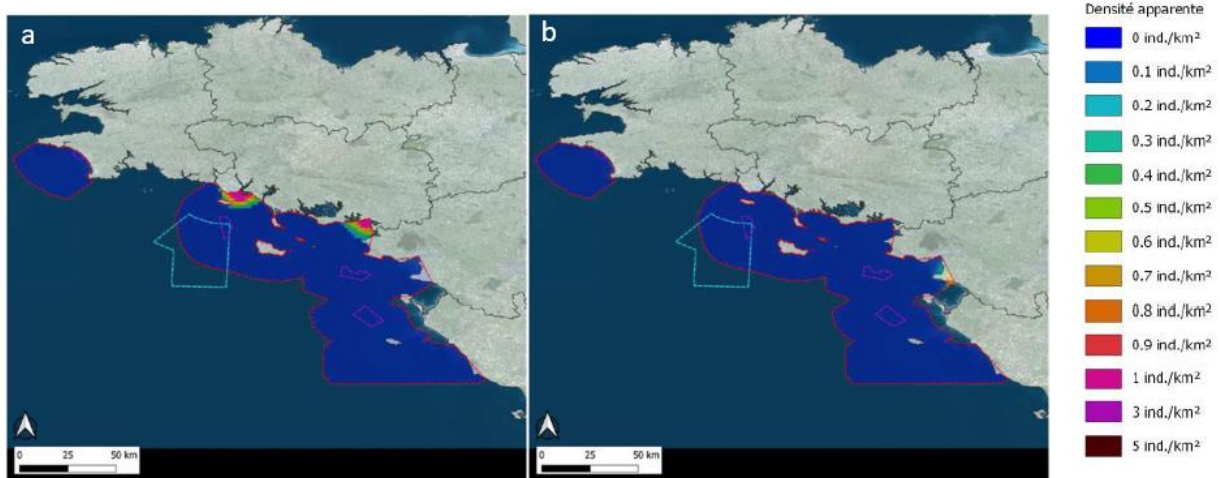 a
b
0 25 50 km
0 25 50 km
Densité apparente
0 ind./km²
0.1 ind./km²
0.2 ind./km²
0.3 ind./km²
0.4 ind./km²
0.5 ind./km²
0.6 ind./km²
0.7 ind./km²
0.8 ind./km²
0.9 ind./km²
1 ind./km²
3 ind./km²
5 ind./km²